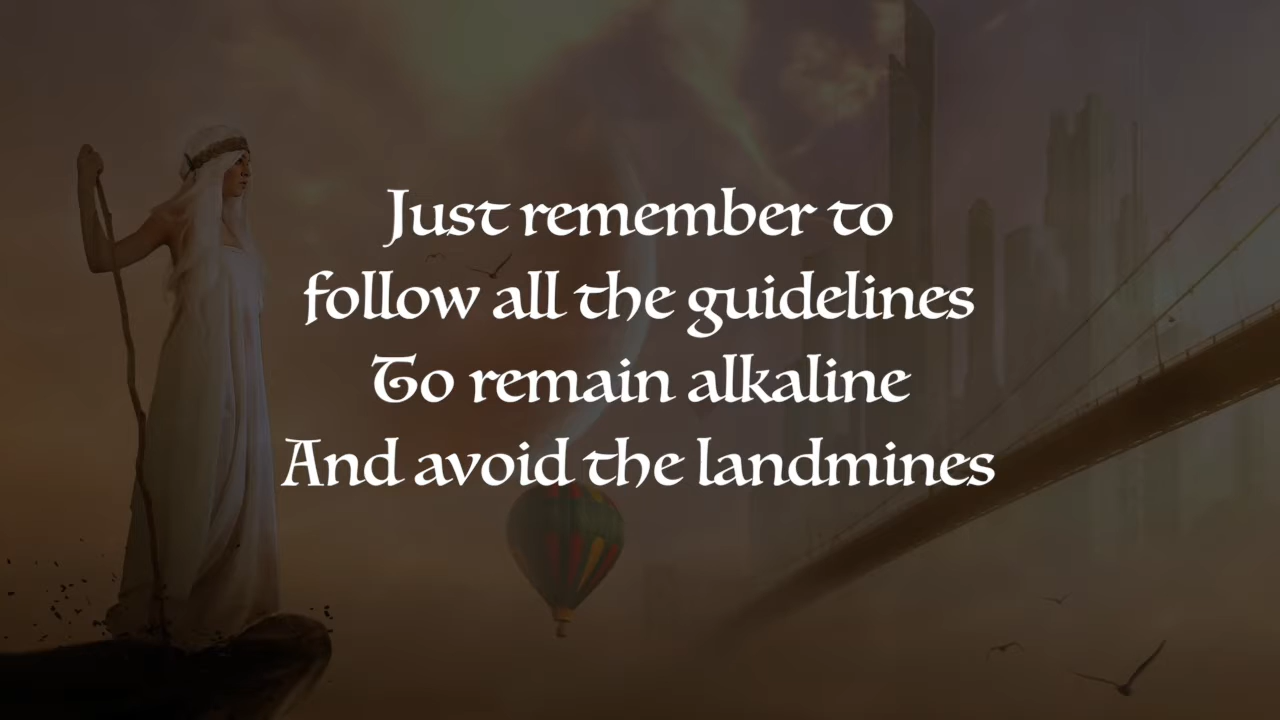 Just remember to
follow all the guidelines
To remain alkaline
And avoid the landmines